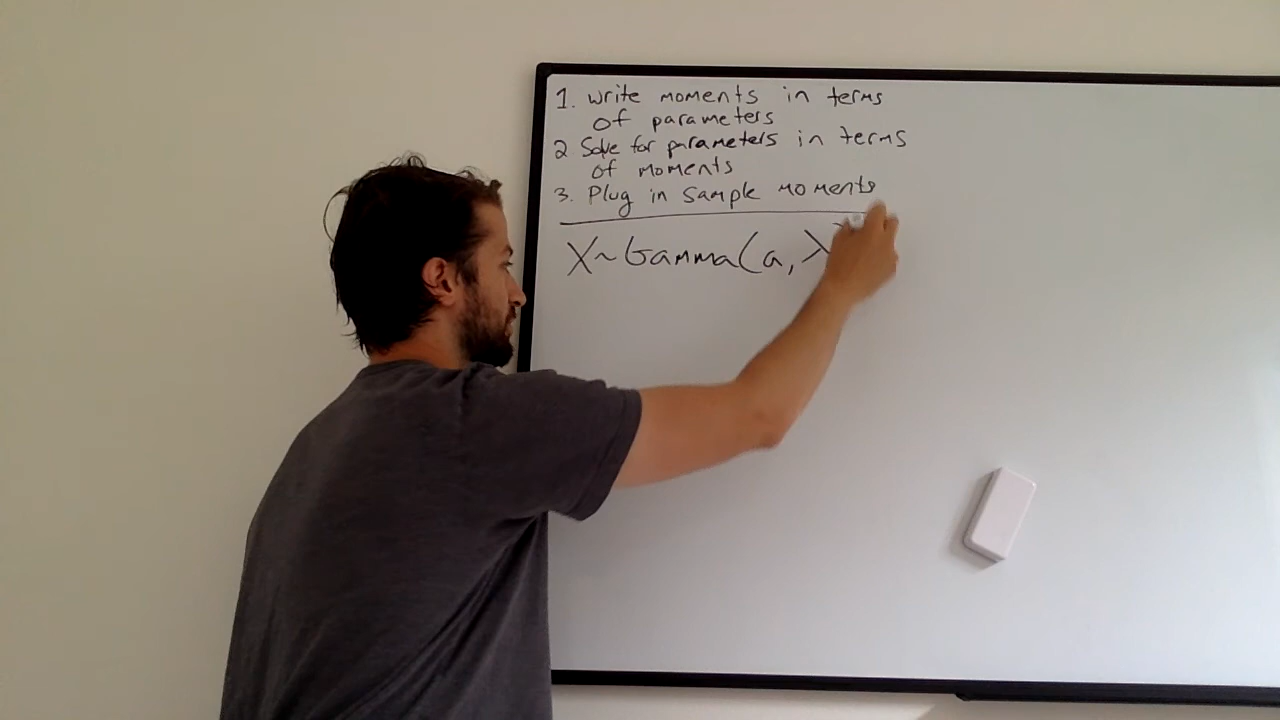 1. Write moments in terms
of parameters
2 Solve for parameters in terms
of moments
3. Plug in sample moments
X~Gamma(a, λ